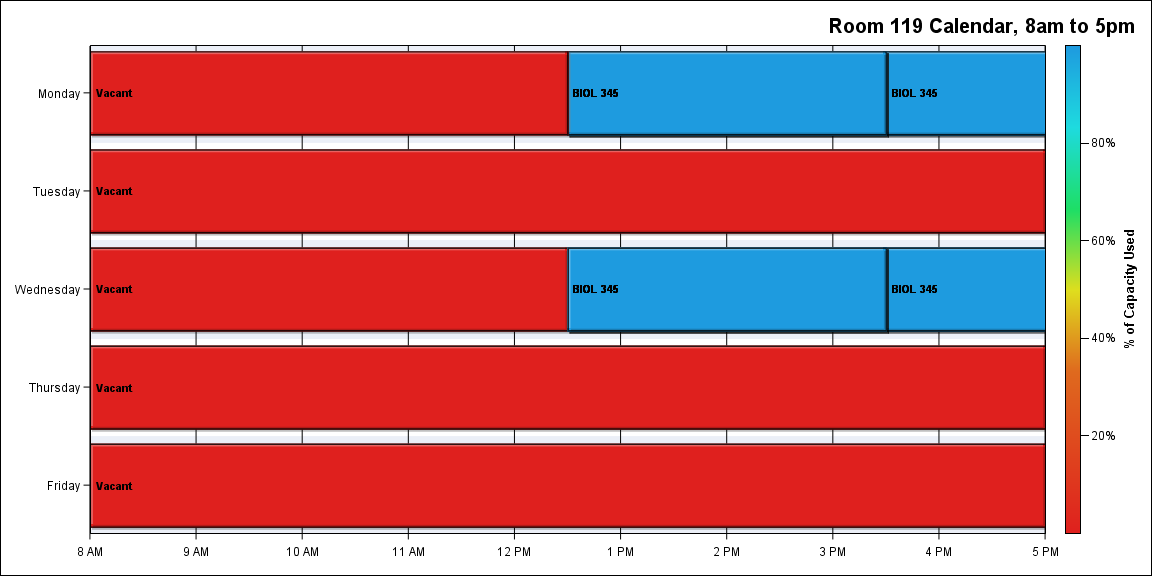 Room 119 Calendar, 8am to 5pm
Monday
Vacant
BIOL 345
BIOL 345
Tuesday
Vacant
Wednesday
Vacant
BIOL 345
BIOL 345
Thursday
Vacant
Friday
Vacant
8 AM 9 AM 10 AM 11 AM 12 PM 1 PM 2 PM 3 PM 4 PM 5 PM
80%
60%
40%
20%
% of Capacity Used